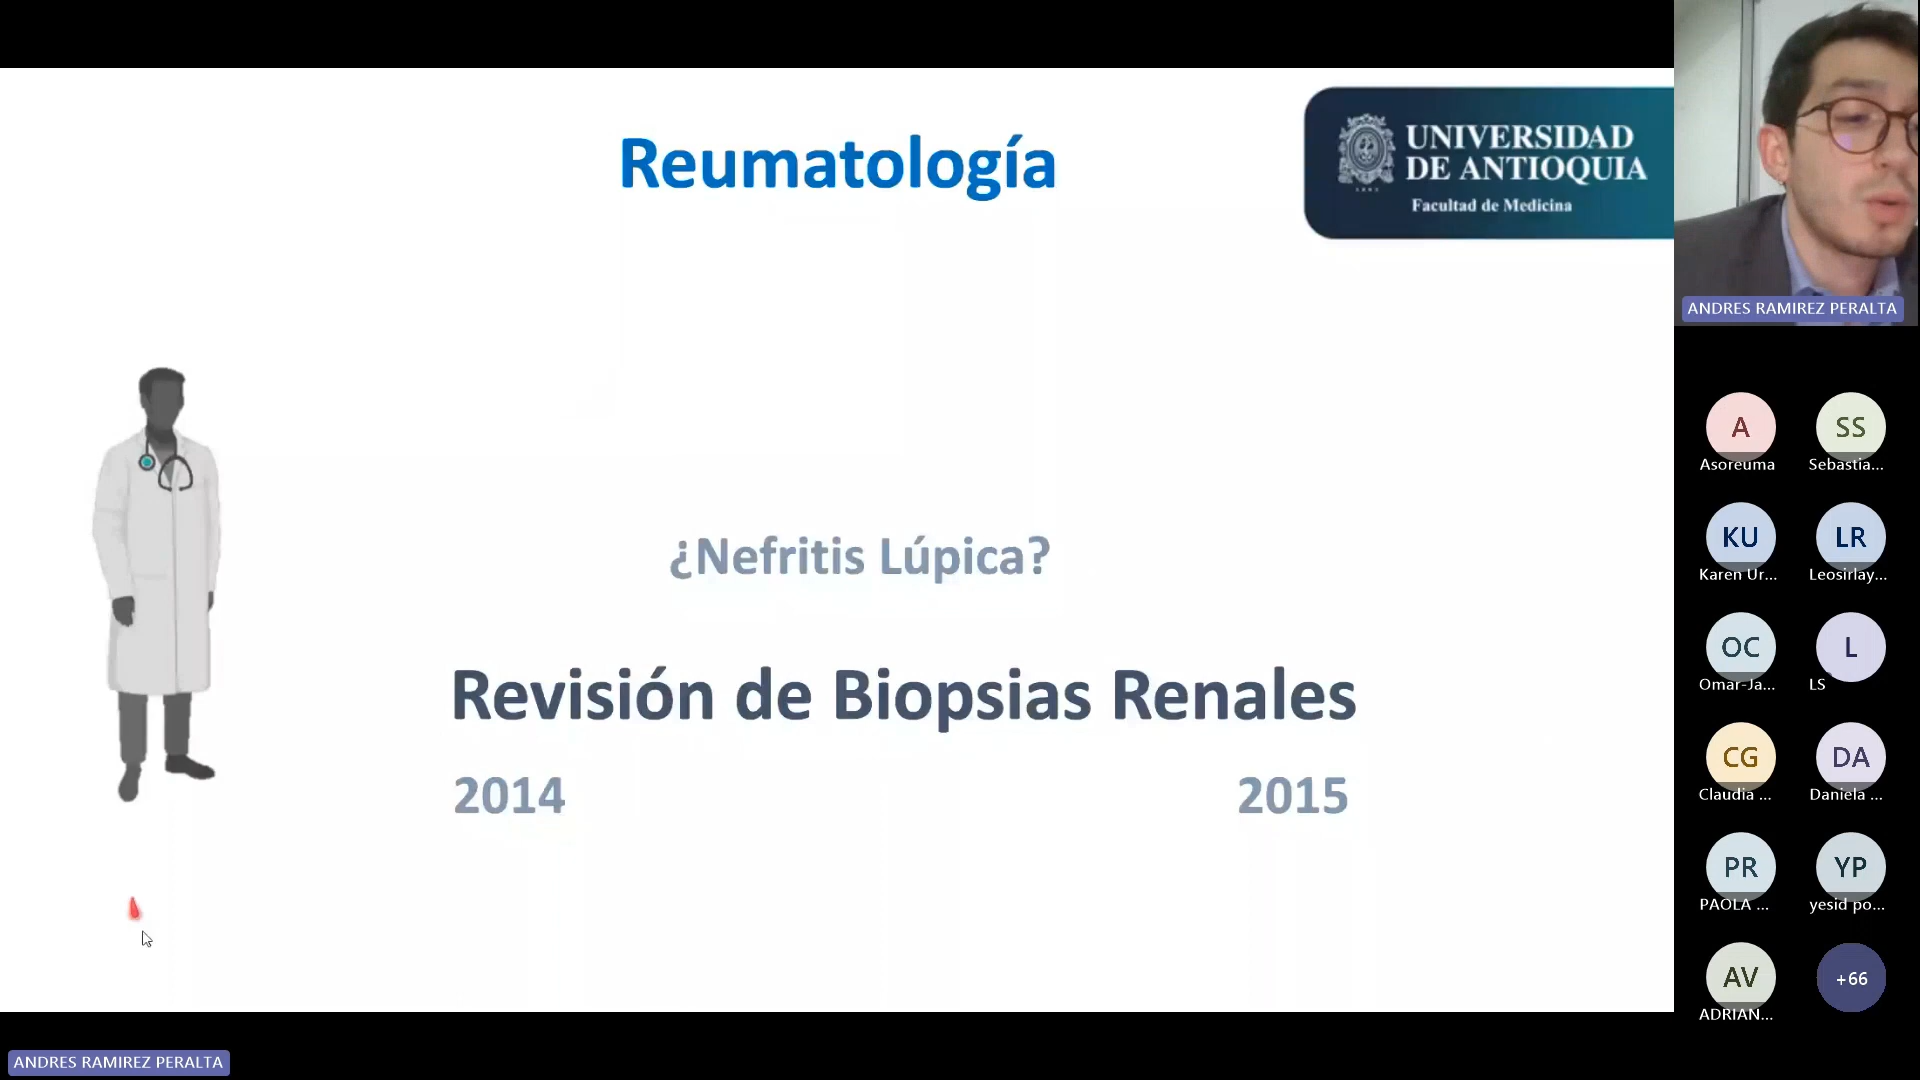 Reumatología
UNIVERSIDAD
DE ANTIOQUIA
Facultad de Medicina
¿Nefritis Lúpica?
Revisión de Biopsias Renales
2014
2015
ANDRES RAMIREZ PERALTA
A
Asoreuma
SS
Sebastia...
KU
Karen Ur...
LR
Leosirlay...
OC
Omar-Ja...
L
LS
CG
Claudia ...
DA
Daniela ...
PR
PAOLA ...
YP
yesid po...
AV
ADRIAN...
+66
ANDRES RAMIREZ PERALTA